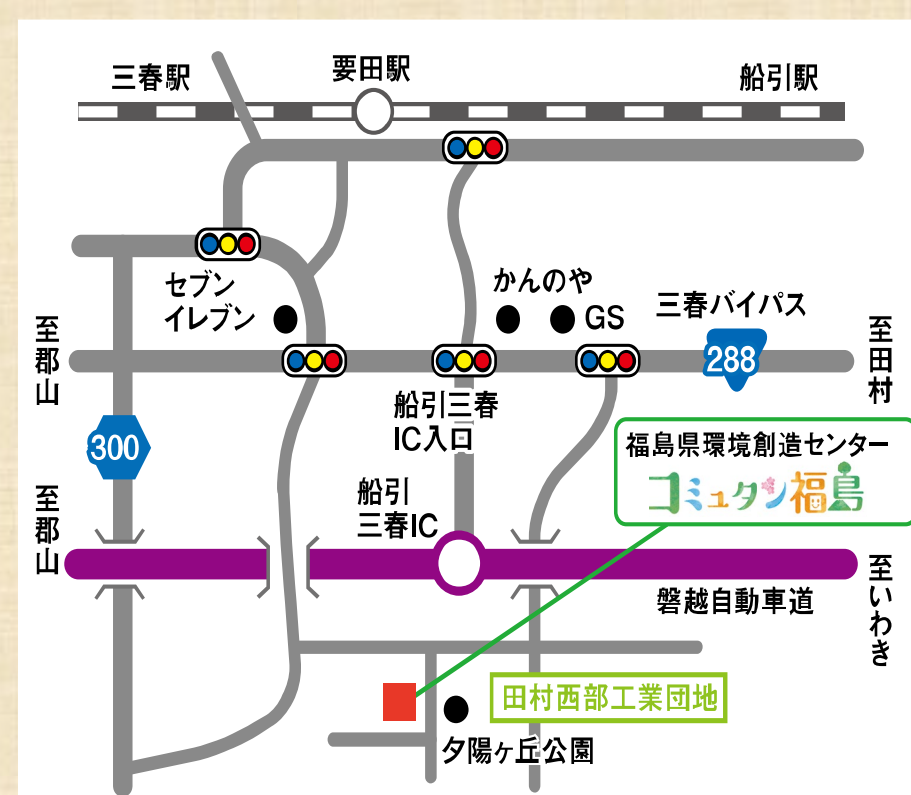 三春駅
要田駅
船引駅
セブン
イレブン
かんのや
GS
三春バイパス
288
至郡山
至田村
船引三春
IC入口
300
福島県環境創造センター
コミュタン福島
船引
三春IC
至郡山
磐越自動車道
至いわき
田村西部工業団地
夕陽ヶ丘公園